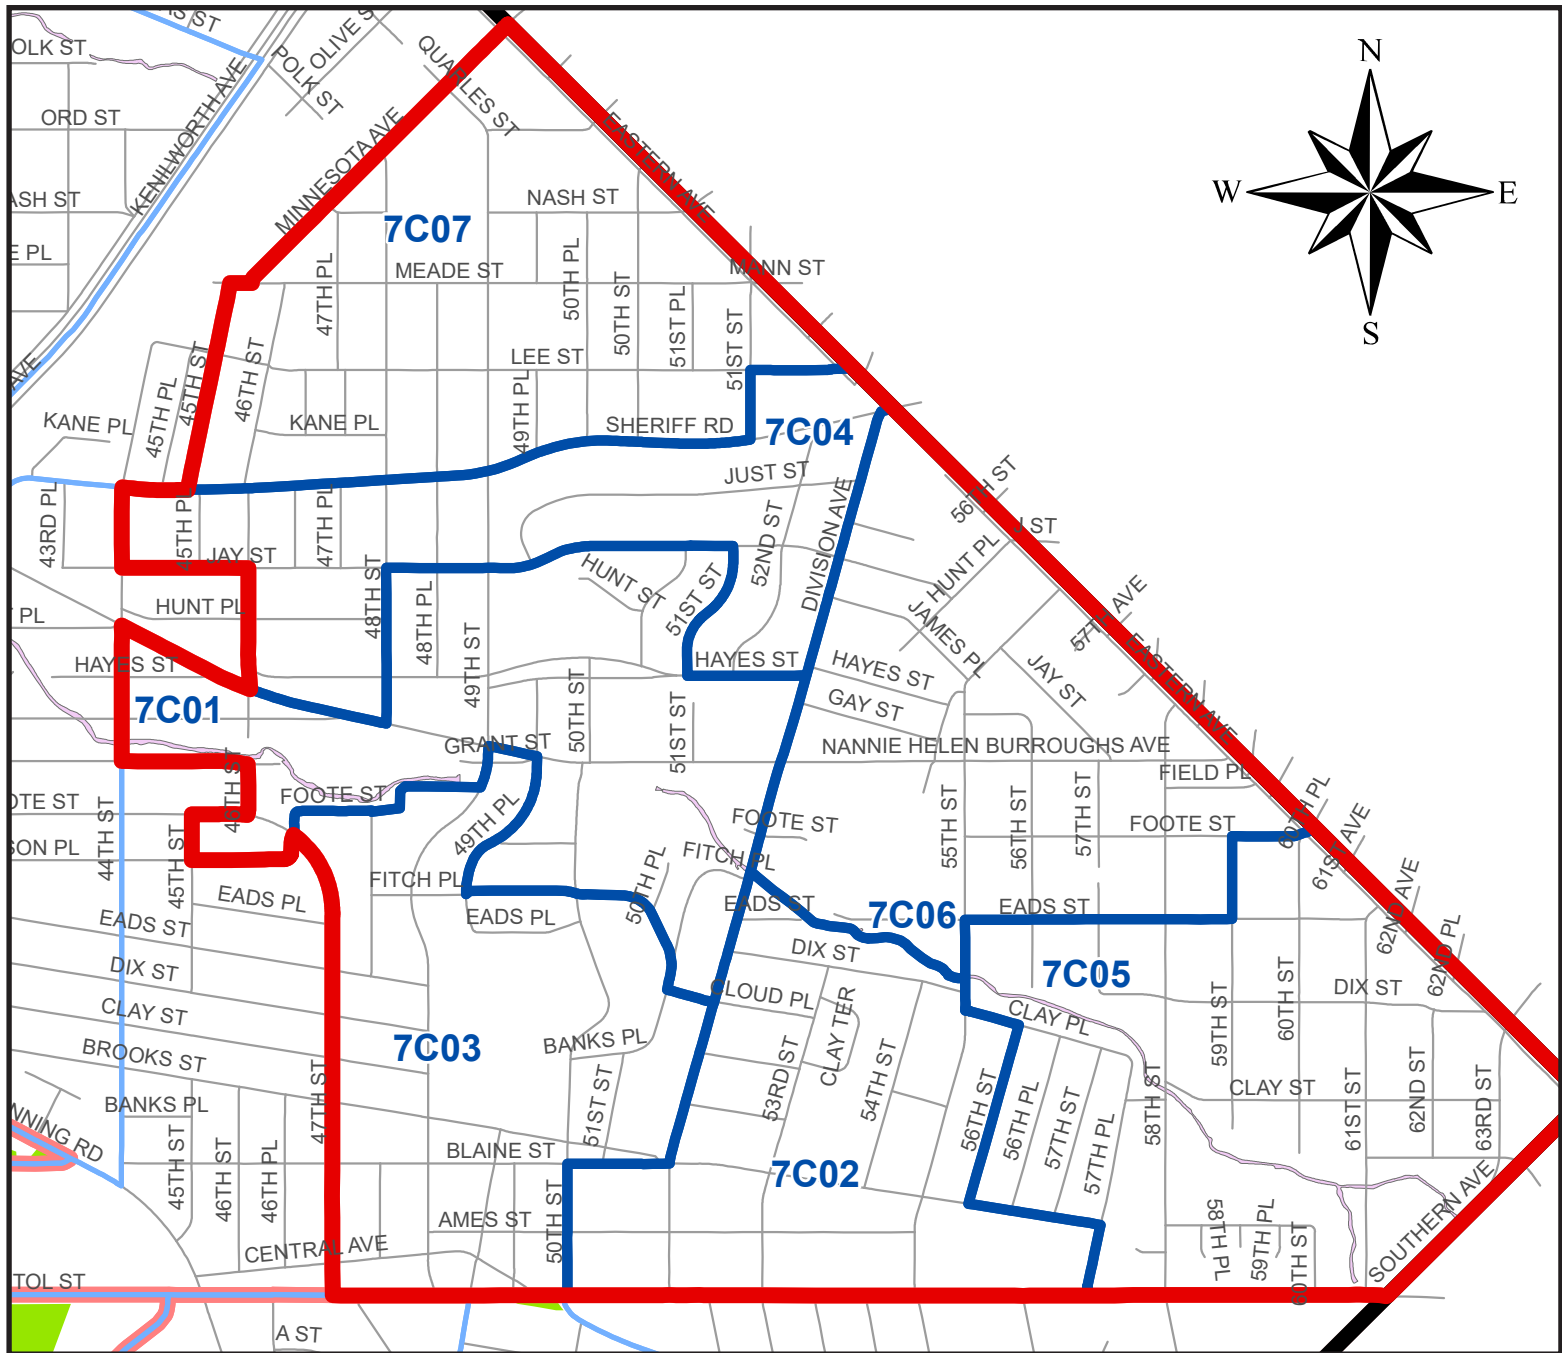 AS ST
OLK ST
POLK ST
OLIVE S
QUARLES ST
N
ORD ST
KENILWORTH AVE
MINNESOTA AVE
EASTERN AVE
ASH ST
NASH ST
W
E
7C07
E PL
47TH PL
MEADE ST
50TH PL
50TH ST
51ST PL
51ST ST
MANN ST
S
AVE
45TH ST
46TH ST
LEE ST
KANE PL
45TH PL
KANE PL
49TH PL
SHERIFF RD
7C04
JUST ST
43RD PL
45TH PL
47TH PL
JAY ST
48TH ST
48TH PL
HUNT ST
51ST ST
52ND ST
DIVISION AVE
56TH ST
J ST
HUNT PL
HUNT PL
JAMES PL
57TH AVE
EASTERN AVE
T PL
HAYES ST
49TH ST
HAYES ST
HAYES ST
JAY ST
7C01
50TH ST
51ST ST
GAY ST
GRANT ST
NANNIE HELEN BURROUGHS AVE
FIELD PL
46TH ST
OTE ST
FOOTE ST
49TH PL
FOOTE ST
55TH ST
56TH ST
57TH ST
FOOTE ST
60TH PL
61ST AVE
44TH ST
SON PL
45TH ST
FITCH PL
FITCH PL
50TH PL
EADS PL
EADS PL
EADS ST
7C06
EADS ST
62ND AVE
62ND PL
EADS ST
DIX ST
DIX ST
7C05
DIX ST
CLOUD PL
CLAY ST
CLAY TER
CLAY PL
59TH ST
60TH ST
BROOKS ST
7C03
BANKS PL
53RD ST
54TH ST
56TH ST
56TH PL
57TH ST
57TH PL
58TH ST
CLAY ST
61ST ST
62ND ST
63RD ST
NNING RD
BANKS PL
47TH ST
51ST ST
45TH ST
46TH ST
46TH PL
BLAINE ST
7C02
50TH ST
AMES ST
58TH PL
59TH PL
60TH ST
SOUTHERN AVE
CENTRAL AVE
TOL ST
A ST